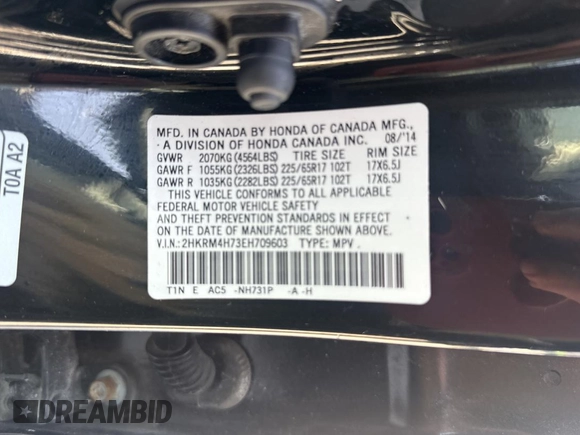 MFD. IN CANADA BY HONDA OF CANADA MFG.,
A DIVISION OF HONDA CANADA INC. 08/'14
GVWR 2070KG (4564LBS) TIRE SIZE RIM SIZE
GAWR F 1055KG (2326LBS) 225/65R17 102T 17X6.5J
GAWR R 1035KG (2282LBS) 225/65R17 102T 17X6.5J
THIS VEHICLE CONFORMS TO ALL APPLICABLE
FEDERAL MOTOR VEHICLE SAFETY
AND THEFT PREVENTION STANDARDS IN EFFECT
ON THE DATE OF MANUFACTURE SHOWN ABOVE.
V.I.N.: 2HKRM4H73EH709603 TYPE: MPV
T1N E AC5 -NH731P -A -H
TOA A2
DREAMBID